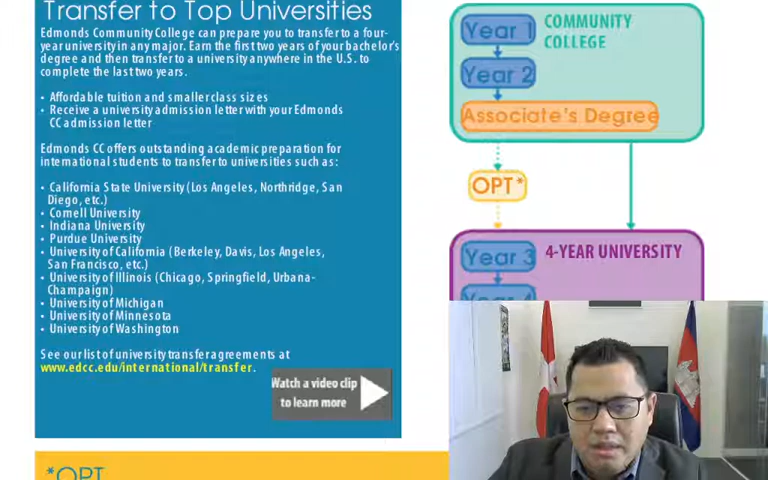 Transfer to Top Universities
Edmonds Community College can prepare you to transfer to a four-
year university in any major. Earn the first two years of your bachelor's
degree and then transfer to a university anywhere in the U.S. to
complete the last two years.
• Affordable tuition and smaller class sizes
• Receive a university admission letter with your Edmonds
CC admission letter
Edmonds CC offers outstanding academic preparation for
international students to transfer to universities such as:
• California State University (Los Angeles, Northridge, San
Diego, etc.)
• Cornell University
• Indiana University
• Purdue University
• University of California (Berkeley, Davis, Los Angeles,
San Francisco, etc.)
• University of Illinois (Chicago, Springfield, Urbana-
Champaign)
• University of Michigan
• University of Minnesota
• University of Washington
See our list of university transfer agreements at
www.edcc.edu/international/transfer.
Watch a video clip
to learn more
*OPT
COMMUNITY
COLLEGE
Year 1
Year 2
Associate's Degree
OPT*
4-YEAR UNIVERSITY
Year 3
Year 4